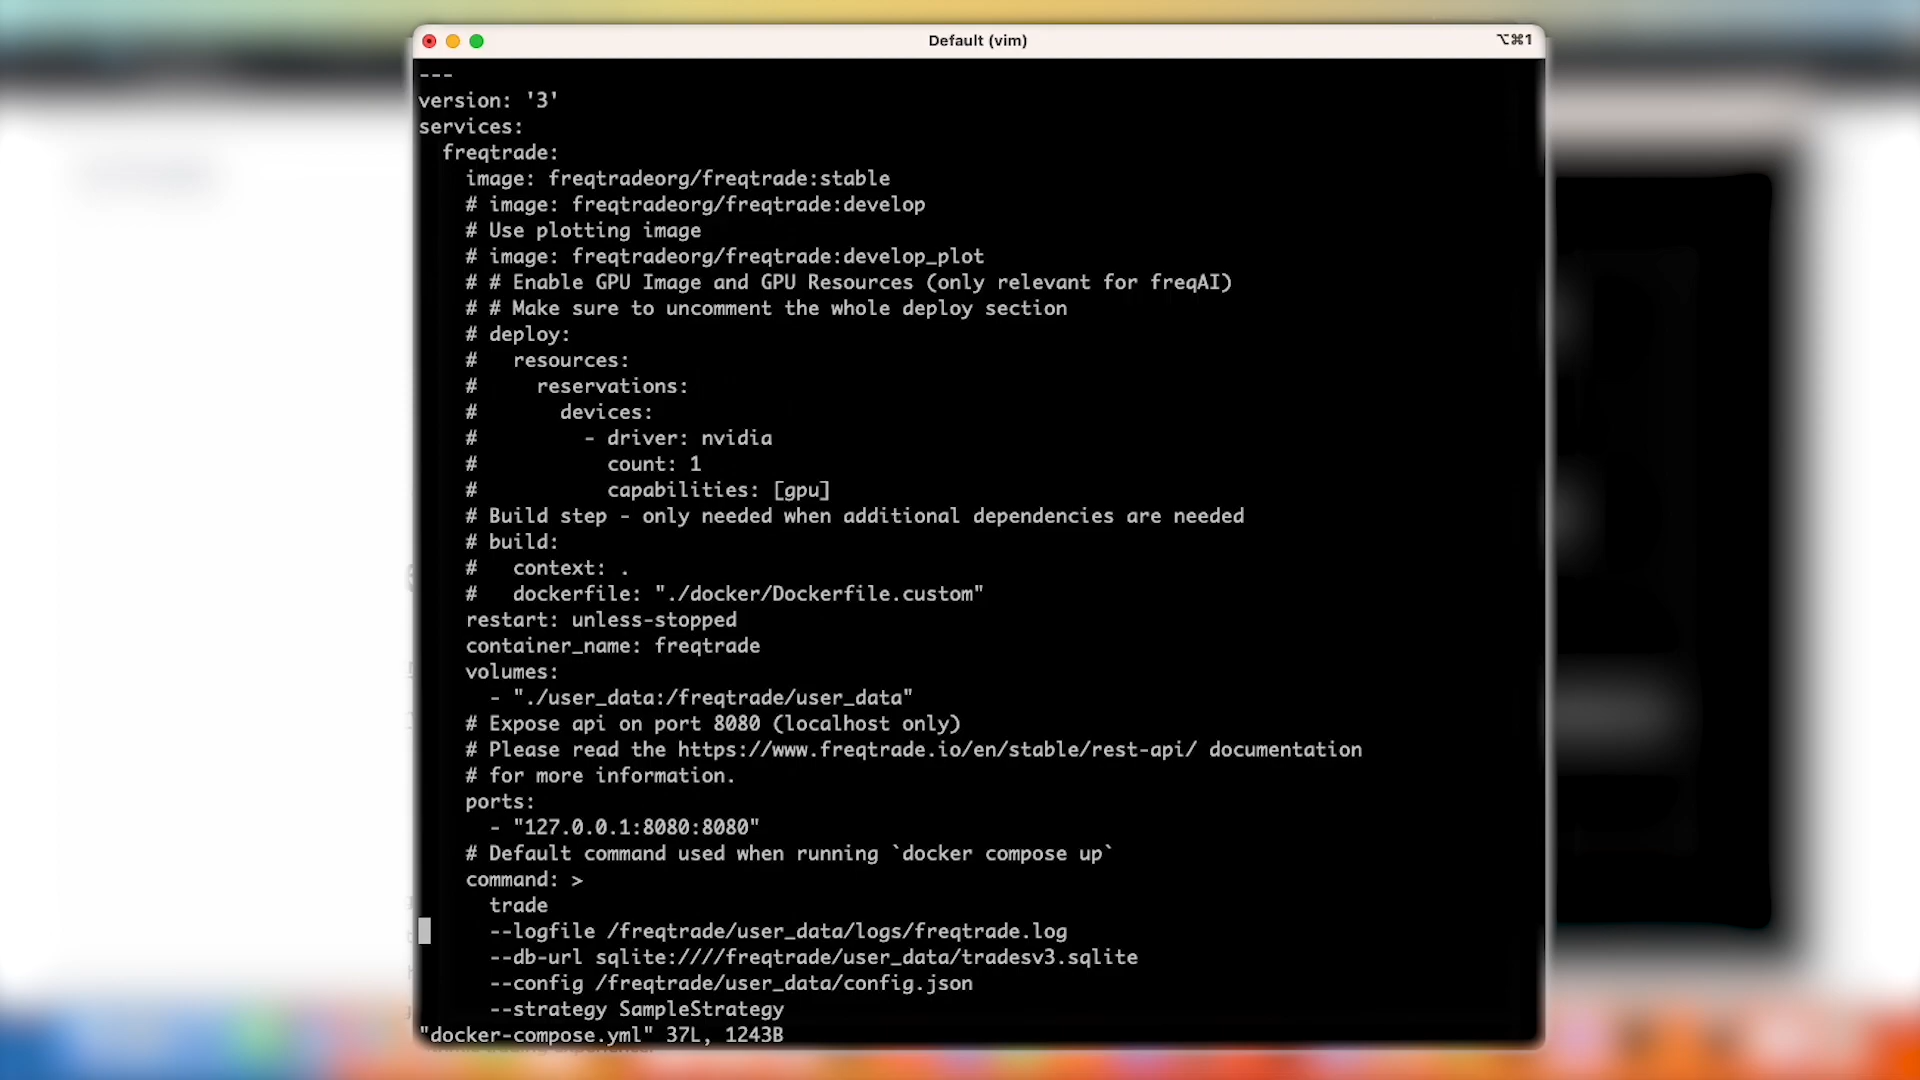 Default (vim)
⌥⌘1
---
version: '3'
services:
  freqtrade:
    image: freqtradeorg/freqtrade:stable
    # image: freqtradeorg/freqtrade:develop
    # Use plotting image
    # image: freqtradeorg/freqtrade:develop_plot
    # # Enable GPU Image and GPU Resources (only relevant for freqAI)
    # # Make sure to uncomment the whole deploy section
    # deploy:
    #   resources:
    #     reservations:
    #       devices:
    #         - driver: nvidia
    #           count: 1
    #           capabilities: [gpu]
    # Build step - only needed when additional dependencies are needed
    # build:
    #   context: .
    #   dockerfile: "./docker/Dockerfile.custom"
    restart: unless-stopped
    container_name: freqtrade
    volumes:
      - "./user_data:/freqtrade/user_data"
    # Expose api on port 8080 (localhost only)
    # Please read the https://www.freqtrade.io/en/stable/rest-api/ documentation
    # for more information.
    ports:
      - "127.0.0.1:8080:8080"
    # Default command used when running `docker compose up`
    command: >
      trade
      --logfile /freqtrade/user_data/logs/freqtrade.log
      --db-url sqlite:////freqtrade/user_data/tradesv3.sqlite
      --config /freqtrade/user_data/config.json
      --strategy SampleStrategy
"docker-compose.yml" 37L, 1243B